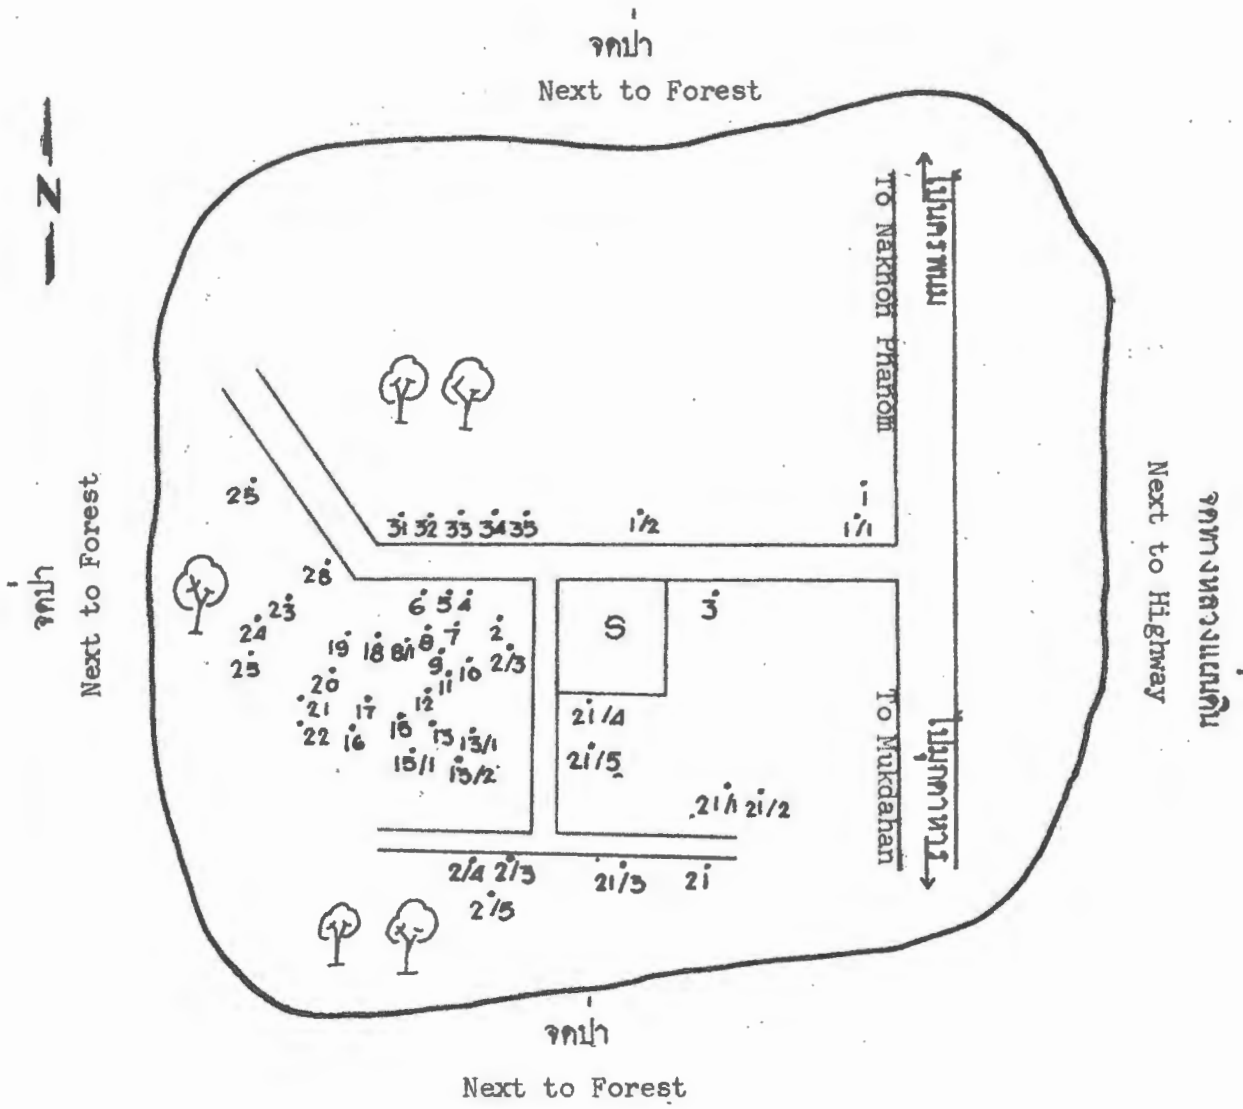 จดป่า
Next to Forest
N
ไปนครพนม
To Naknon Phanom
จดทางหลวงแผ่นดิน
Next to Highway
จดป่า
Next to Forest
25
1
31 32 33 34 35 1/2 1/1
28
6 5 4 3
23
24 19 18 8/1 8 7 2 S
25 9 10 2/3
20 11
21 17 12 21/4
22 16 15 13 13/1
15/1 13/2 21/5
21/1 21/2
ไปมุกดาหาร
To Mukdahan
2/4 2/3 21/3 21
2/5
จดป่า
Next to Forest